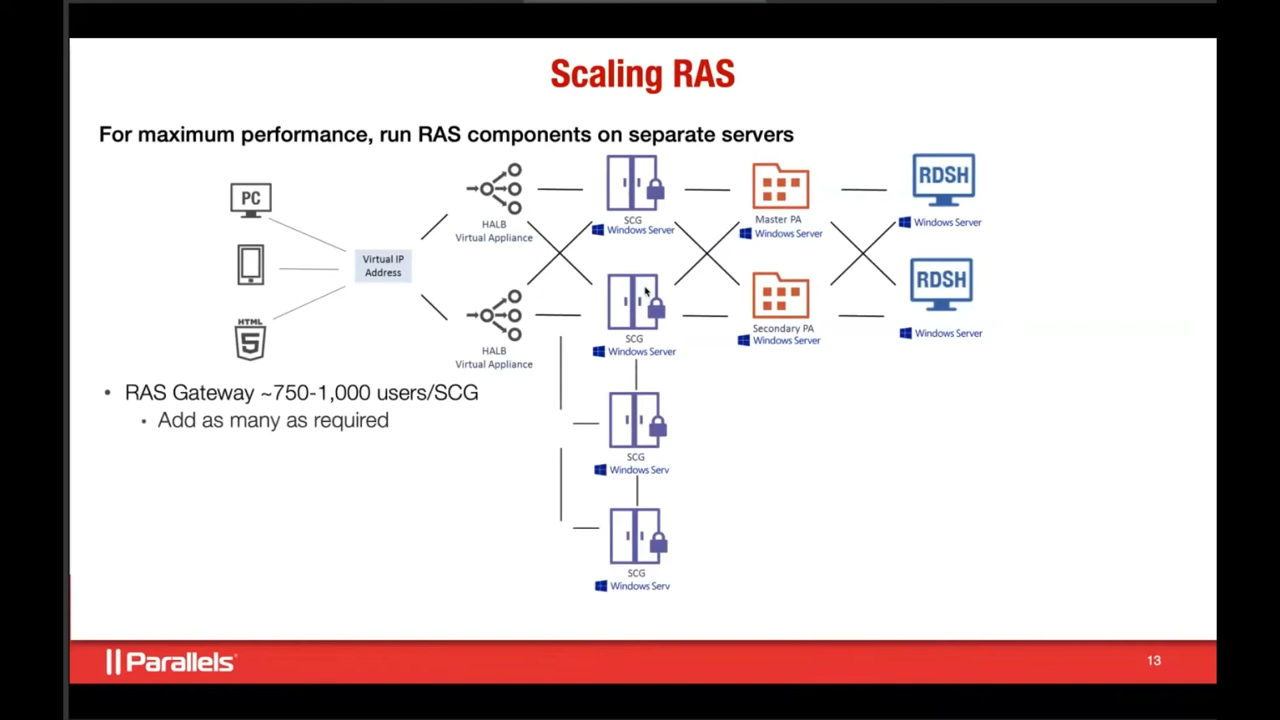 Scaling RAS
For maximum performance, run RAS components on separate servers
PC
HTML
5
Virtual IP
Address
HALB
Virtual Appliance
HALB
Virtual Appliance
SCG
Windows Server
SCG
Windows Server
SCG
Windows Serv
SCG
Windows Serv
Master PA
Windows Server
Secondary PA
Windows Server
RDSH
Windows Server
RDSH
Windows Server
• RAS Gateway ~750-1,000 users/SCG
• Add as many as required
Parallels
13